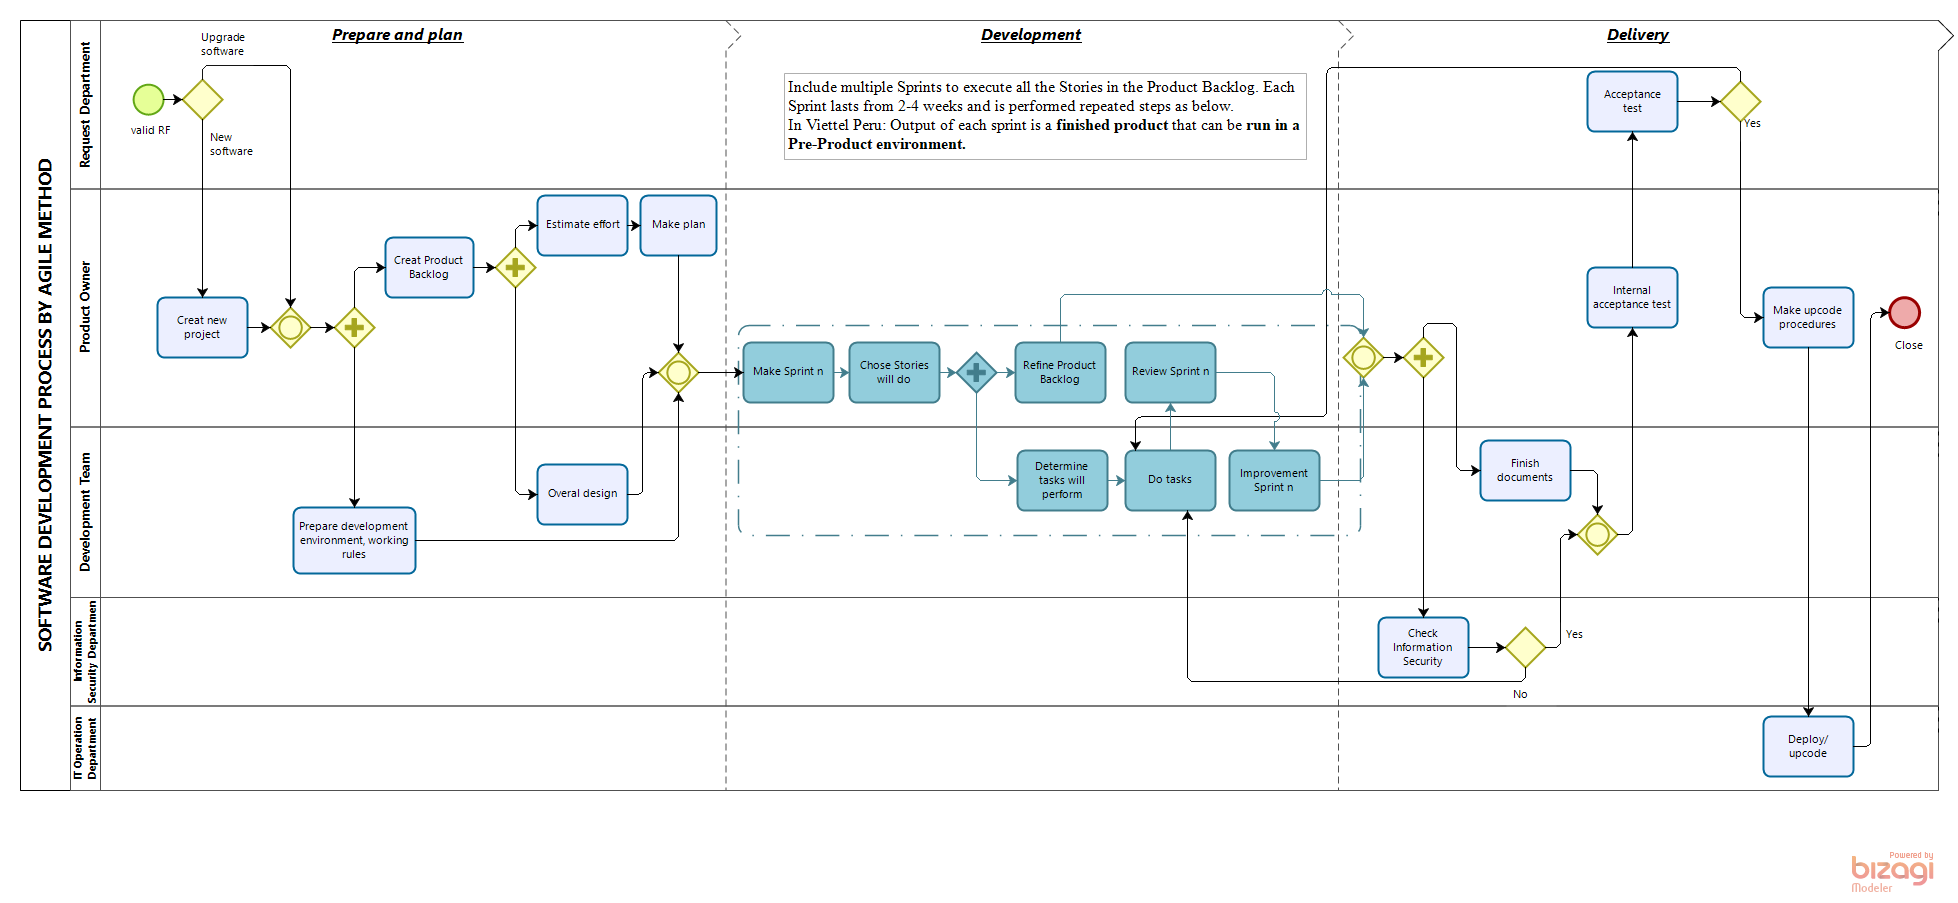 SOFTWARE DEVELOPMENT PROCESS BY AGILE METHOD
Prepare and plan
Development
Delivery
Request Department
Upgrade
software
valid RF
New
software
Include multiple Sprints to execute all the Stories in the Product Backlog. Each
Sprint lasts from 2-4 weeks and is performed repeated steps as below.
In Viettel Peru: Output of each sprint is a finished product that can be run in a
Pre-Product environment.
Acceptance
test
Yes
Product Owner
Creat new
project
Creat Product
Backlog
Estimate effort
Make plan
Make Sprint n
Chose Stories
will do
Refine Product
Backlog
Review Sprint n
Internal
acceptance test
Make upcode
procedures
Close
Development Team
Prepare development
environment, working
rules
Overal design
Determine
tasks will
perform
Do tasks
Improvement
Sprint n
Finish
documents
Information
Security Departmen
Check
Information
Security
Yes
No
IT Operation
Department
Deploy/
upcode
Powered by
bizagi
Modeler